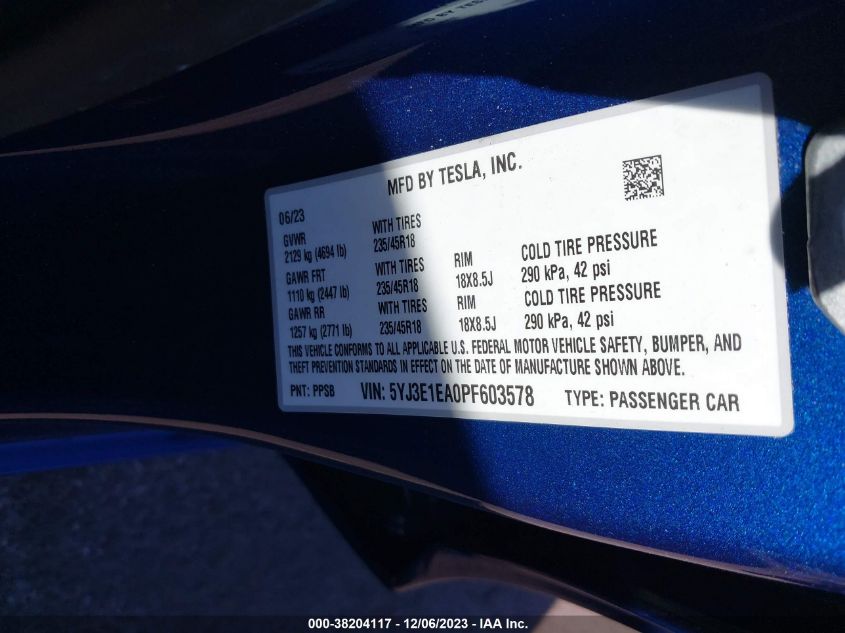 MFD BY TESLA, INC.
06/23
GVWR
2129 kg (4694 lb)
WITH TIRES
235/45R18
GAWR FRT
1110 kg (2447 lb)
WITH TIRES
235/45R18
RIM
18X8.5J
COLD TIRE PRESSURE
290 kPa, 42 psi
GAWR RR
1257 kg (2771 lb)
WITH TIRES
235/45R18
RIM
18X8.5J
COLD TIRE PRESSURE
290 kPa, 42 psi
THIS VEHICLE CONFORMS TO ALL APPLICABLE U.S. FEDERAL MOTOR VEHICLE SAFETY, BUMPER, AND
THEFT PREVENTION STANDARDS IN EFFECT ON THE DATE OF MANUFACTURE SHOWN ABOVE.
PNT: PPSB VIN: 5YJ3E1EA0PF603578 TYPE: PASSENGER CAR
000-38204117 - 12/06/2023 - IAA Inc.